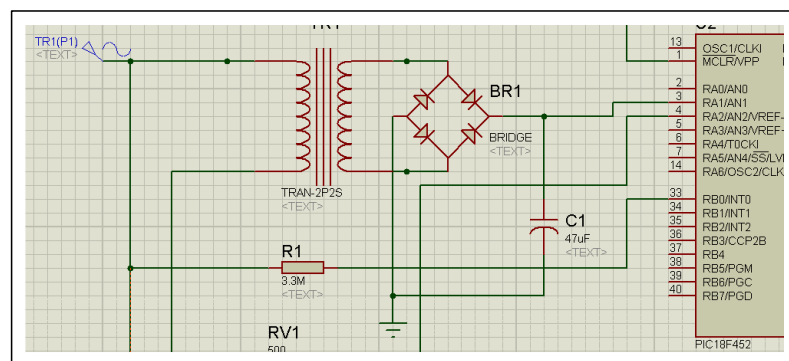 TR1
U2
TR1(P1)
<TEXT>
13 OSC1/CLKI
1 MCLR/VPP
2 RA0/AN0
3 RA1/AN1
4 RA2/AN2/VREF-
5 RA3/AN3/VREF-
6 RA4/T0CKI
7 RA5/AN4/SS/LV
14 RA6/OSC2/CLK
BR1
BRIDGE
<TEXT>
TRAN-2P2S
<TEXT>
33 RB0/INT0
34 RB1/INT1
35 RB2/INT2
36 RB3/CCP2B
37 RB4
38 RB5/PGM
39 RB6/PGC
40 RB7/PGD
C1
47uF
<TEXT>
R1
3.3M
<TEXT>
RV1
500
PIC18F452